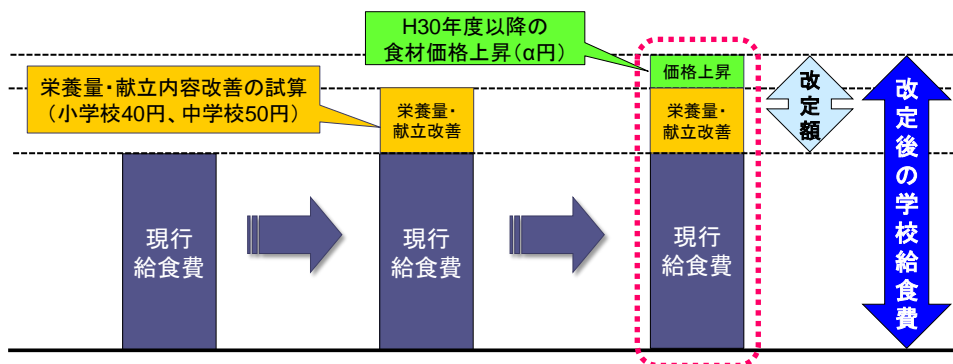 H30年度以降の
食材価格上昇（α円）
栄養量・献立内容改善の試算
（小学校40円、中学校50円）
現行
給食費
栄養量・
献立改善
現行
給食費
価格上昇
栄養量・
献立改善
現行
給食費
改定額
改定後の学校給食費